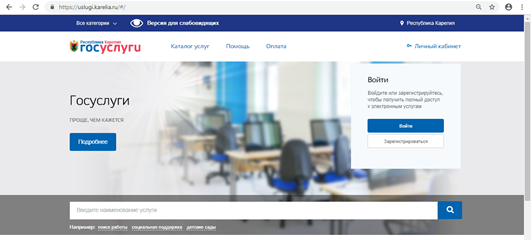 https://uslugi.karelia.ru/#/
Все категории
Версия для слабовидящих
Республика Карелия
Республика Карелия
госуслуги
Каталог услуг Помощь Оплата
Личный кабинет
Госуслуги
ПРОЩЕ, ЧЕМ КАЖЕТСЯ
Подробнее
Войти
Войдите или зарегистрируйтесь,
чтобы получить полный доступ
к электронным услугам
Войти
Зарегистрироваться
Введите наименование услуги
Например: поиск работы социальная поддержка детские сады